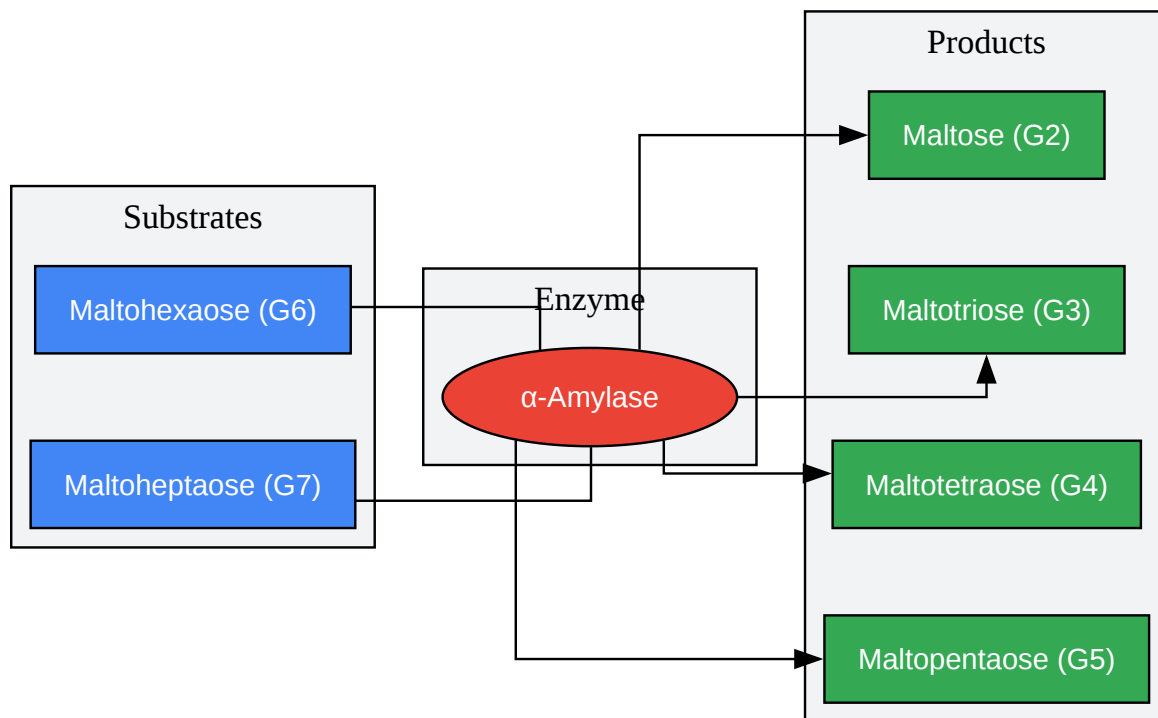 Substrates
Maltohexaose (G6)
Maltoheptaose (G7)
Enzyme
α-Amylase
Products
Maltose (G2)
Maltotriose (G3)
Maltotetraose (G4)
Maltopentaose (G5)